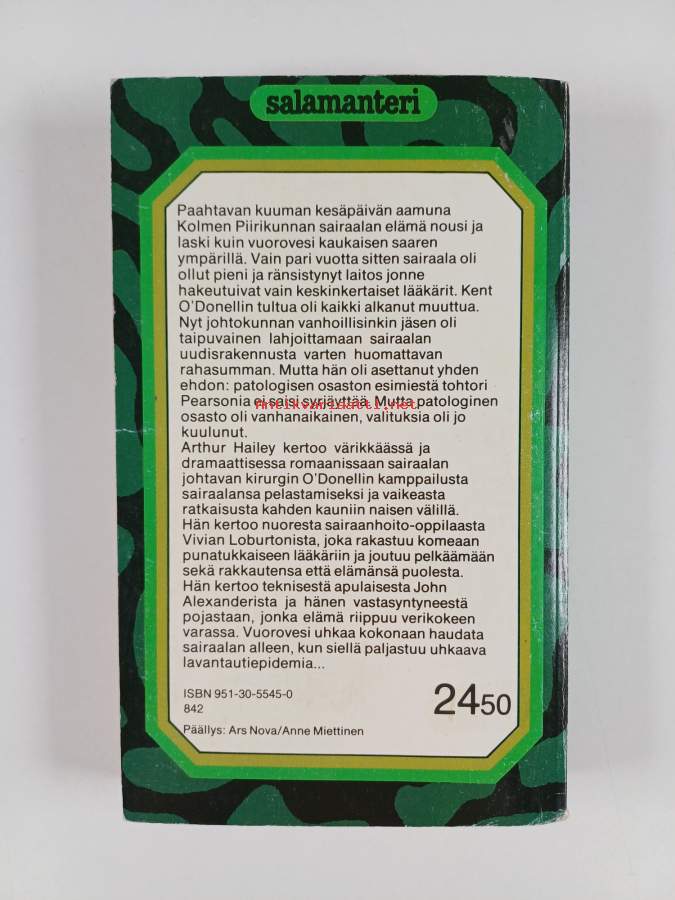 salamanteri
Paahtavan kuuman kesäpäivän aamuna
Kolmen Piirikunnan sairaalan elämä nousi ja
laski kuin vuorovesi kaukaisen saaren
ympärillä. Vain pari vuotta sitten sairaala oli
ollut pieni ja ränsistynyt laitos jonne
hakeutuivat vain keskinkertaiset lääkärit. Kent
O'Donellin tultua oli kaikki alkanut muuttua.
Nyt johtokunnan vanhoillisinkin jäsen oli
taipuvainen lahjoittamaan sairaalan
uudisrakennusta varten huomattavan
rahasumman. Mutta hän oli asettanut yhden
ehdon: patologisen osaston esimiestä tohtori
Pearsonia ei saisi syrjäyttää. Mutta patologinen
Antikvariaatti.net
osasto oli vanhanaikainen, valituksia oli jo
kuulunut.
Arthur Hailey kertoo värikkäässä ja
dramaattisessa romaanissaan sairaalan
johtavan kirurgin O'Donellin kamppailusta
sairaalansa pelastamiseksi ja vaikeasta
ratkaisusta kahden kauniin naisen välillä.
Hän kertoo nuoresta sairaanhoito-oppilaasta
Vivian Loburtonista, joka rakastuu komeaan
punatukkaiseen lääkäriin ja joutuu pelkäämään
sekä rakkautensa että elämänsä puolesta.
Hän kertoo teknisestä apulaisesta John
Alexanderista ja hänen vastasyntyneestä
pojastaan, jonka elämä riippuu verikokeen
varassa. Vuorovesi uhkaa kokonaan haudata
sairaalan alleen, kun siellä paljastuu uhkaava
lavantautiepidemia...
ISBN 951-30-5545-0
842
2450
Päällys: Ars Nova/Anne Miettinen